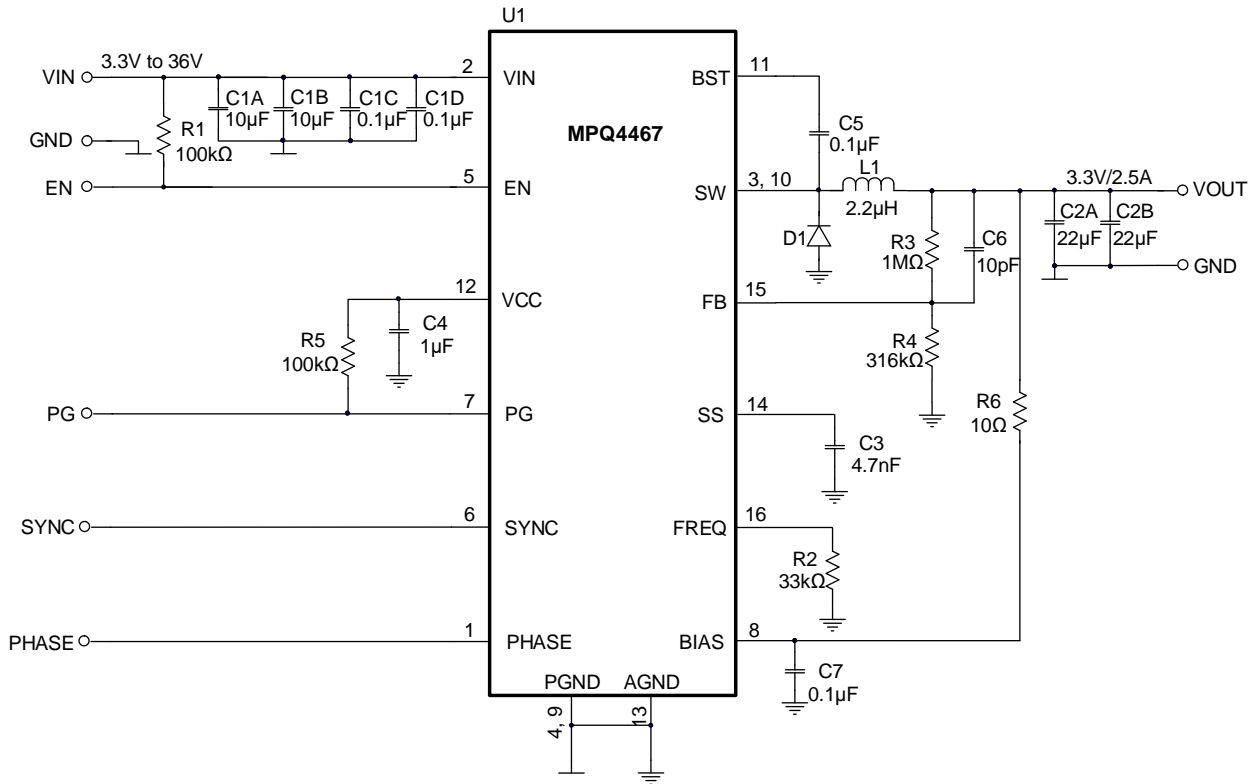 U1
VIN
3.3V to 36V
2
VIN
C1A
10µF
C1B
10µF
C1C
0.1µF
C1D
0.1µF
GND
R1
100kΩ
EN
5
EN
MPQ4467
BST
11
C5
0.1µF
L1
2.2µH
SW
3, 10
D1
3.3V/2.5A
VOUT
R3
1MΩ
C6
10pF
C2A
22µF
C2B
22µF
GND
FB
15
R4
316kΩ
12
VCC
C4
1µF
R5
100kΩ
PG
7
PG
SS
14
C3
4.7nF
R6
10Ω
SYNC
6
SYNC
FREQ
16
R2
33kΩ
PHASE
1
PHASE
BIAS
8
C7
0.1µF
PGND
AGND
4, 9
13